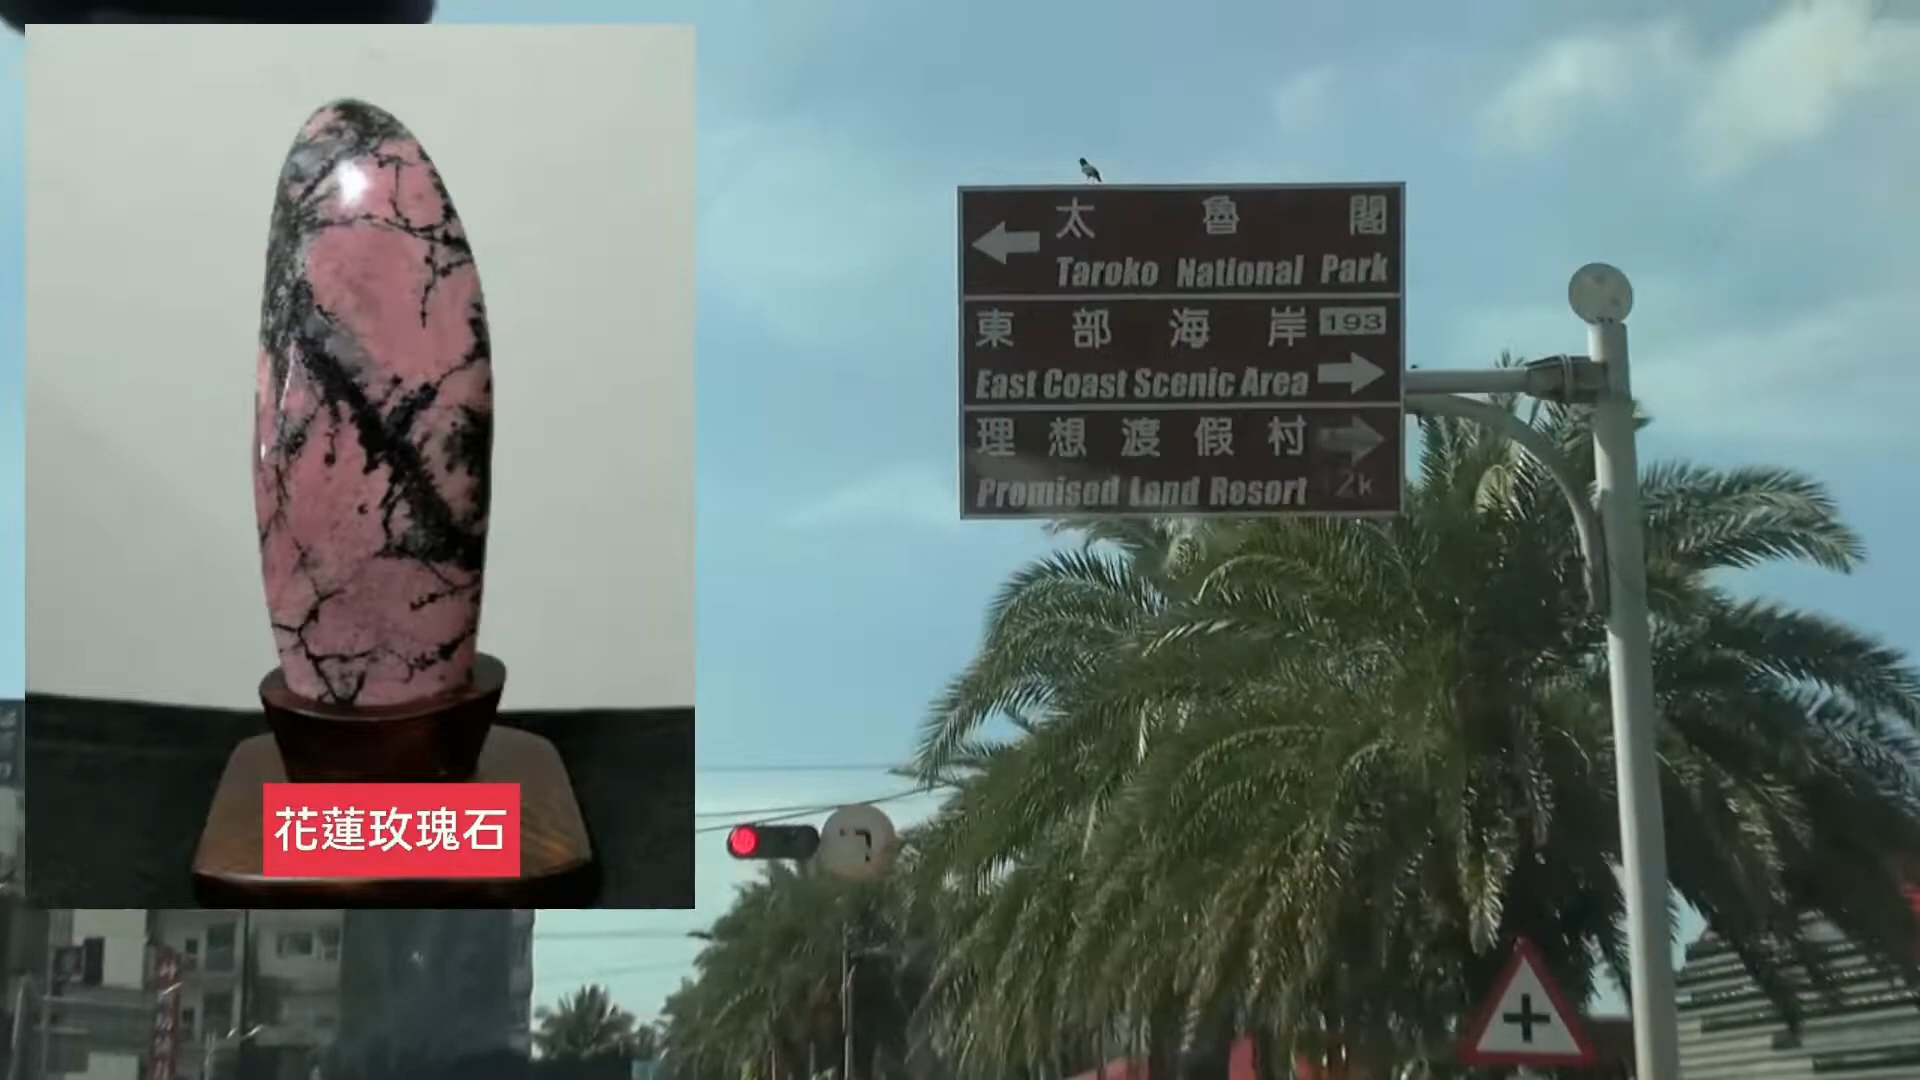 太魯閣
Taroko National Park
東部海岸 193
East Coast Scenic Area
理想渡假村
Promised Land Resort 2k
花蓮玫瑰石